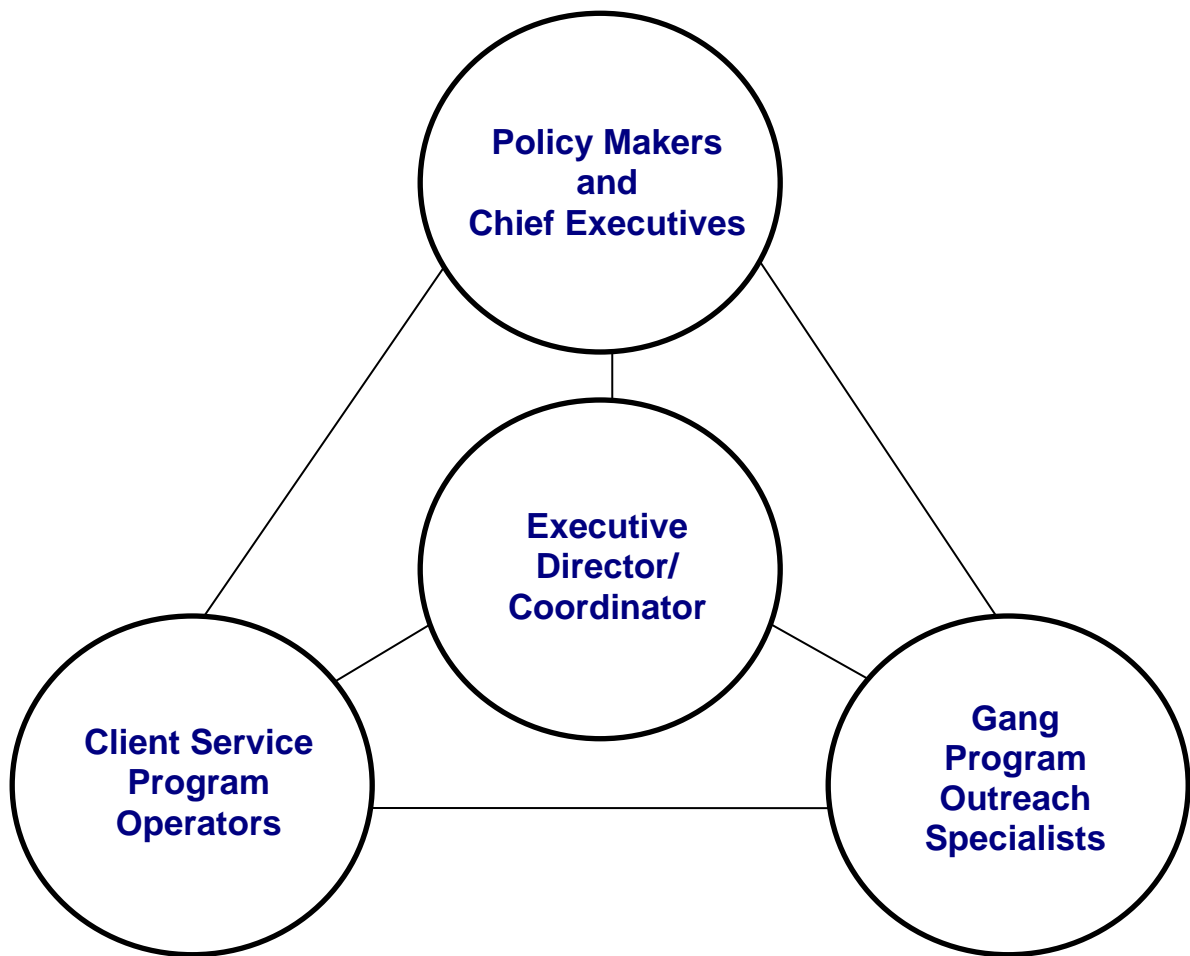 Policy Makers
and
Chief Executives
Executive
Director/
Coordinator
Client Service
Program
Operators
Gang
Program
Outreach
Specialists